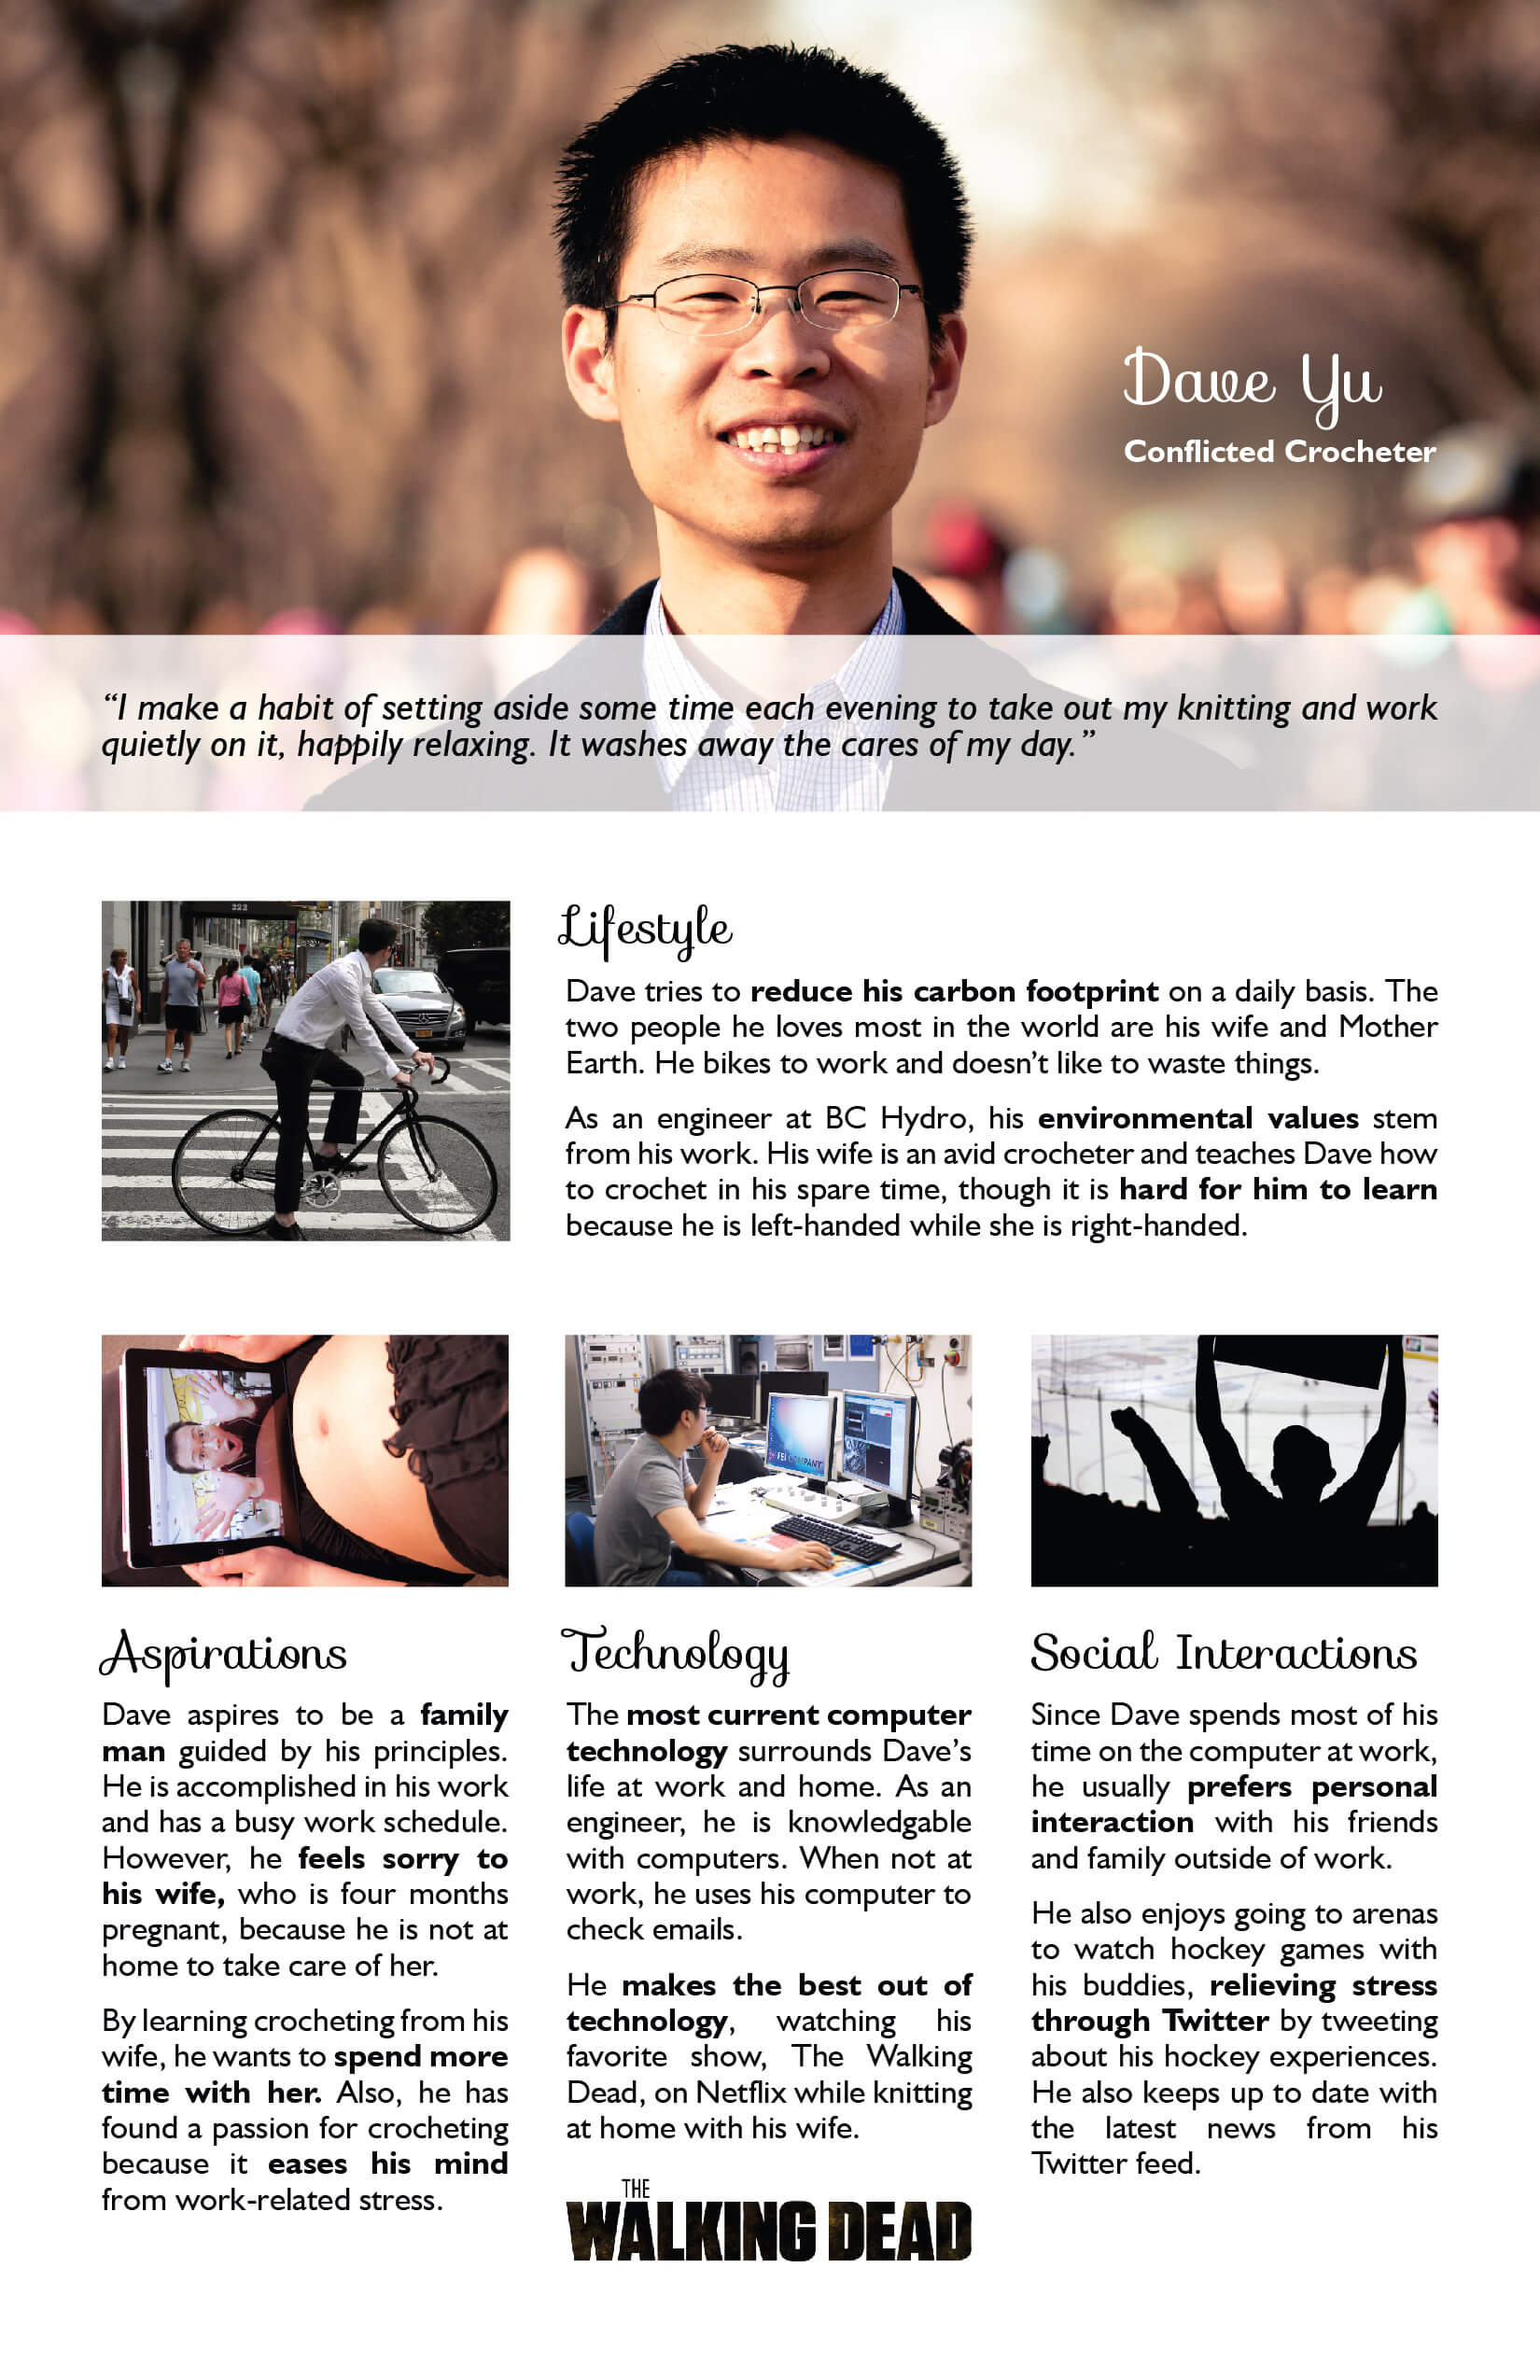 Dave Yu
Conflicted Crocheter
“I make a habit of setting aside some time each evening to take out my knitting and work
quietly on it, happily relaxing. It washes away the cares of my day.”
222
Lifestyle
Dave tries to reduce his carbon footprint on a daily basis. The
two people he loves most in the world are his wife and Mother
Earth. He bikes to work and doesn’t like to waste things.
As an engineer at BC Hydro, his environmental values stem
from his work. His wife is an avid crocheter and teaches Dave how
to crochet in his spare time, though it is hard for him to learn
because he is left-handed while she is right-handed.
FEI COMPANY
Aspirations
Dave aspires to be a family
man guided by his principles.
He is accomplished in his work
and has a busy work schedule.
However, he feels sorry to
his wife, who is four months
pregnant, because he is not at
home to take care of her.
By learning crocheting from his
wife, he wants to spend more
time with her. Also, he has
found a passion for crocheting
because it eases his mind
from work-related stress.
Technology
The most current computer
technology surrounds Dave’s
life at work and home. As an
engineer, he is knowledgable
with computers. When not at
work, he uses his computer to
check emails.
He makes the best out of
technology, watching his
favorite show, The Walking
Dead, on Netflix while knitting
at home with his wife.
THE
WALKING DEAD
Social Interactions
Since Dave spends most of his
time on the computer at work,
he usually prefers personal
interaction with his friends
and family outside of work.
He also enjoys going to arenas
to watch hockey games with
his buddies, relieving stress
through Twitter by tweeting
about his hockey experiences.
He also keeps up to date with
the latest news from his
Twitter feed.